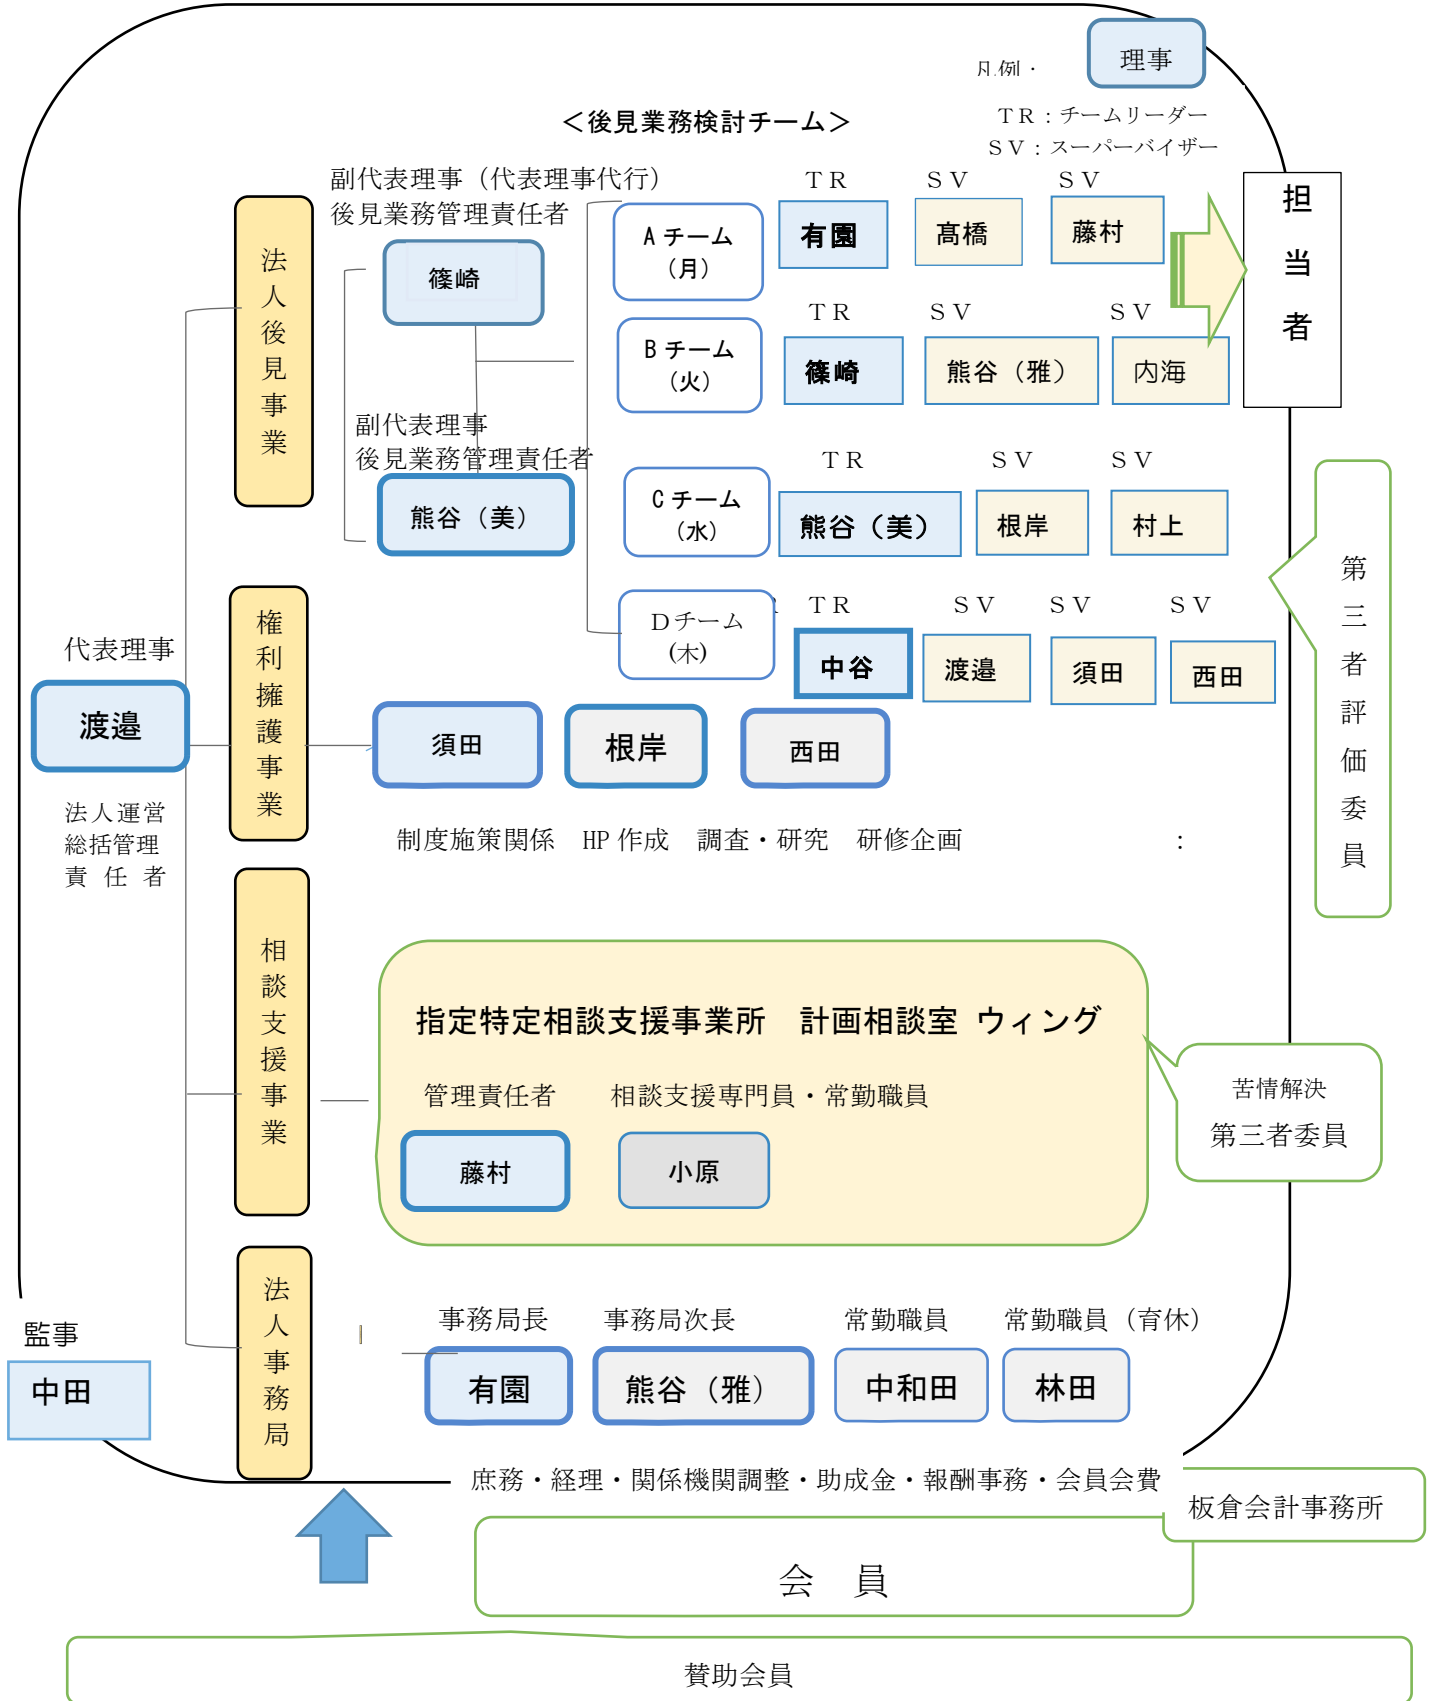 凡例・
理事
＜後見業務検討チーム＞
ＴＲ：チームリーダー
ＳＶ：スーパーバイザー
副代表理事（代表理事代行）
後見業務管理責任者
篠崎
副代表理事
後見業務管理責任者
熊谷（美）
法人後見事業
Aチーム
（月）
ＴＲ ＳＶ ＳＶ
有園 髙橋 藤村
Bチーム
（火）
ＴＲ ＳＶ ＳＶ
篠崎 熊谷（雅） 内海
Cチーム
（水）
ＴＲ ＳＶ ＳＶ
熊谷（美） 根岸 村上
Ｄチーム
(木)
ＴＲ ＳＶ ＳＶ ＳＶ
中谷 渡邉 須田 西田
担当者
第三者評価委員
代表理事
渡邉
法人運営
総括管理
責任者
権利擁護事業
須田 根岸 西田
制度施策関係 HP作成 調査・研究 研修企画 ：
相談支援事業
指定特定相談支援事業所 計画相談室 ウィング
管理責任者 相談支援専門員・常勤職員
藤村 小原
苦情解決
第三者委員
法人事務局
事務局長 事務局次長 常勤職員 常勤職員（育休）
有園 熊谷（雅） 中和田 林田
監事
中田
庶務・経理・関係機関調整・助成金・報酬事務・会員会費
板倉会計事務所
会員
賛助会員